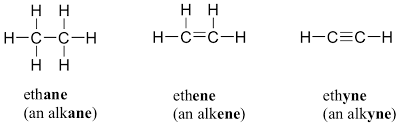 H H
H–C–C–H
H H
ethane
(an alkane)
H H
H–C=C–H
ethene
(an alkene)
H–C≡C–H
ethyne
(an alkyne)